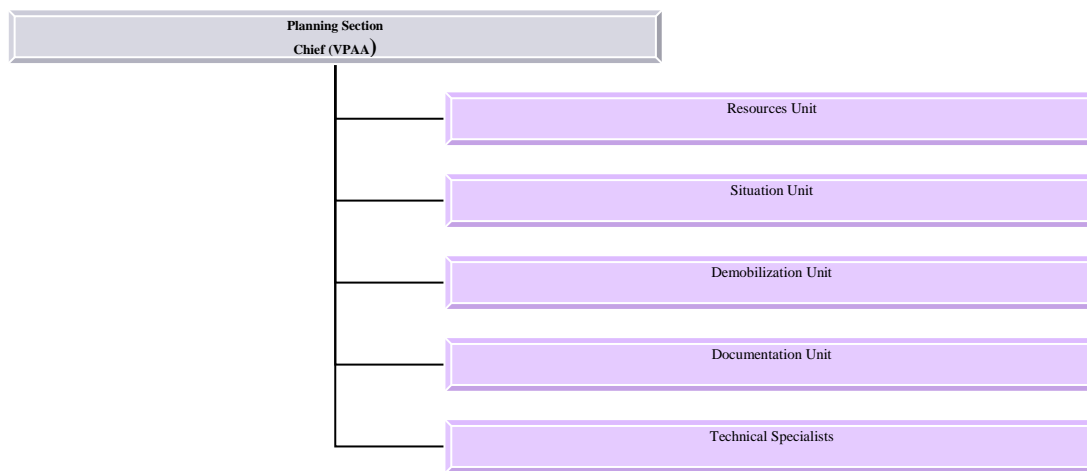 Planning Section
Chief (VPAA)
Resources Unit
Situation Unit
Demobilization Unit
Documentation Unit
Technical Specialists